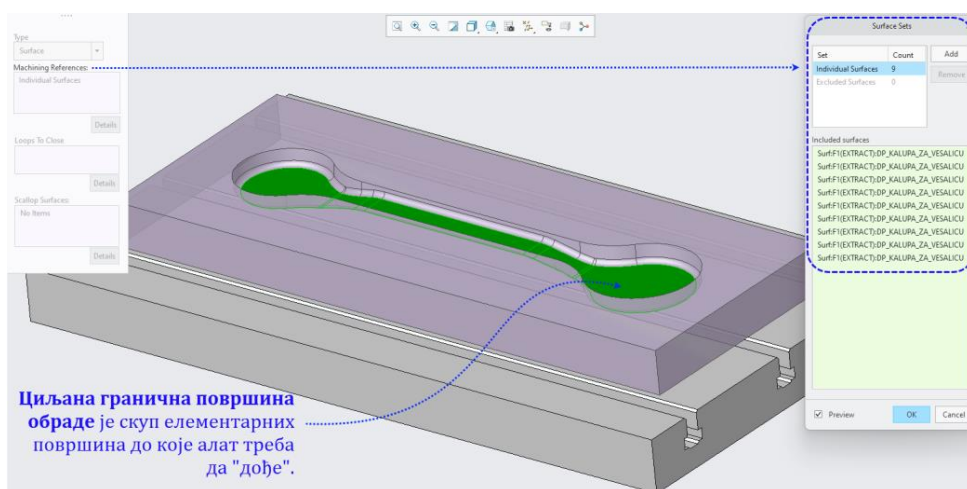 Type
Surface
Machining References:
Individual Surfaces
Details
Loops To Close
Details
Scallop Surfaces:
No Items
Details
Surface Sets
Set Count
Individual Surfaces 9
Excluded Surfaces 0
Add
Remove
Included surfaces
Surf:F1(EXTRACT):DP_KALUPA_ZA_VESALICU
Surf:F1(EXTRACT):DP_KALUPA_ZA_VESALICU
Surf:F1(EXTRACT):DP_KALUPA_ZA_VESALICU
Surf:F1(EXTRACT):DP_KALUPA_ZA_VESALICU
Surf:F1(EXTRACT):DP_KALUPA_ZA_VESALICU
Surf:F1(EXTRACT):DP_KALUPA_ZA_VESALICU
Surf:F1(EXTRACT):DP_KALUPA_ZA_VESALICU
Surf:F1(EXTRACT):DP_KALUPA_ZA_VESALICU
Surf:F1(EXTRACT):DP_KALUPA_ZA_VESALICU
Preview
OK
Cancel
Циљана гранична површина
обраде је скуп елементарних
површина до које алат треба
да "дође".